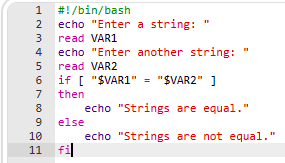 1 #!/bin/bash
2 echo "Enter a string: "
3 read VAR1
4 echo "Enter another string: "
5 read VAR2
6 if [ "$VAR1" = "$VAR2" ]
7 then
8     echo "Strings are equal."
9 else
10     echo "Strings are not equal."
11 fi